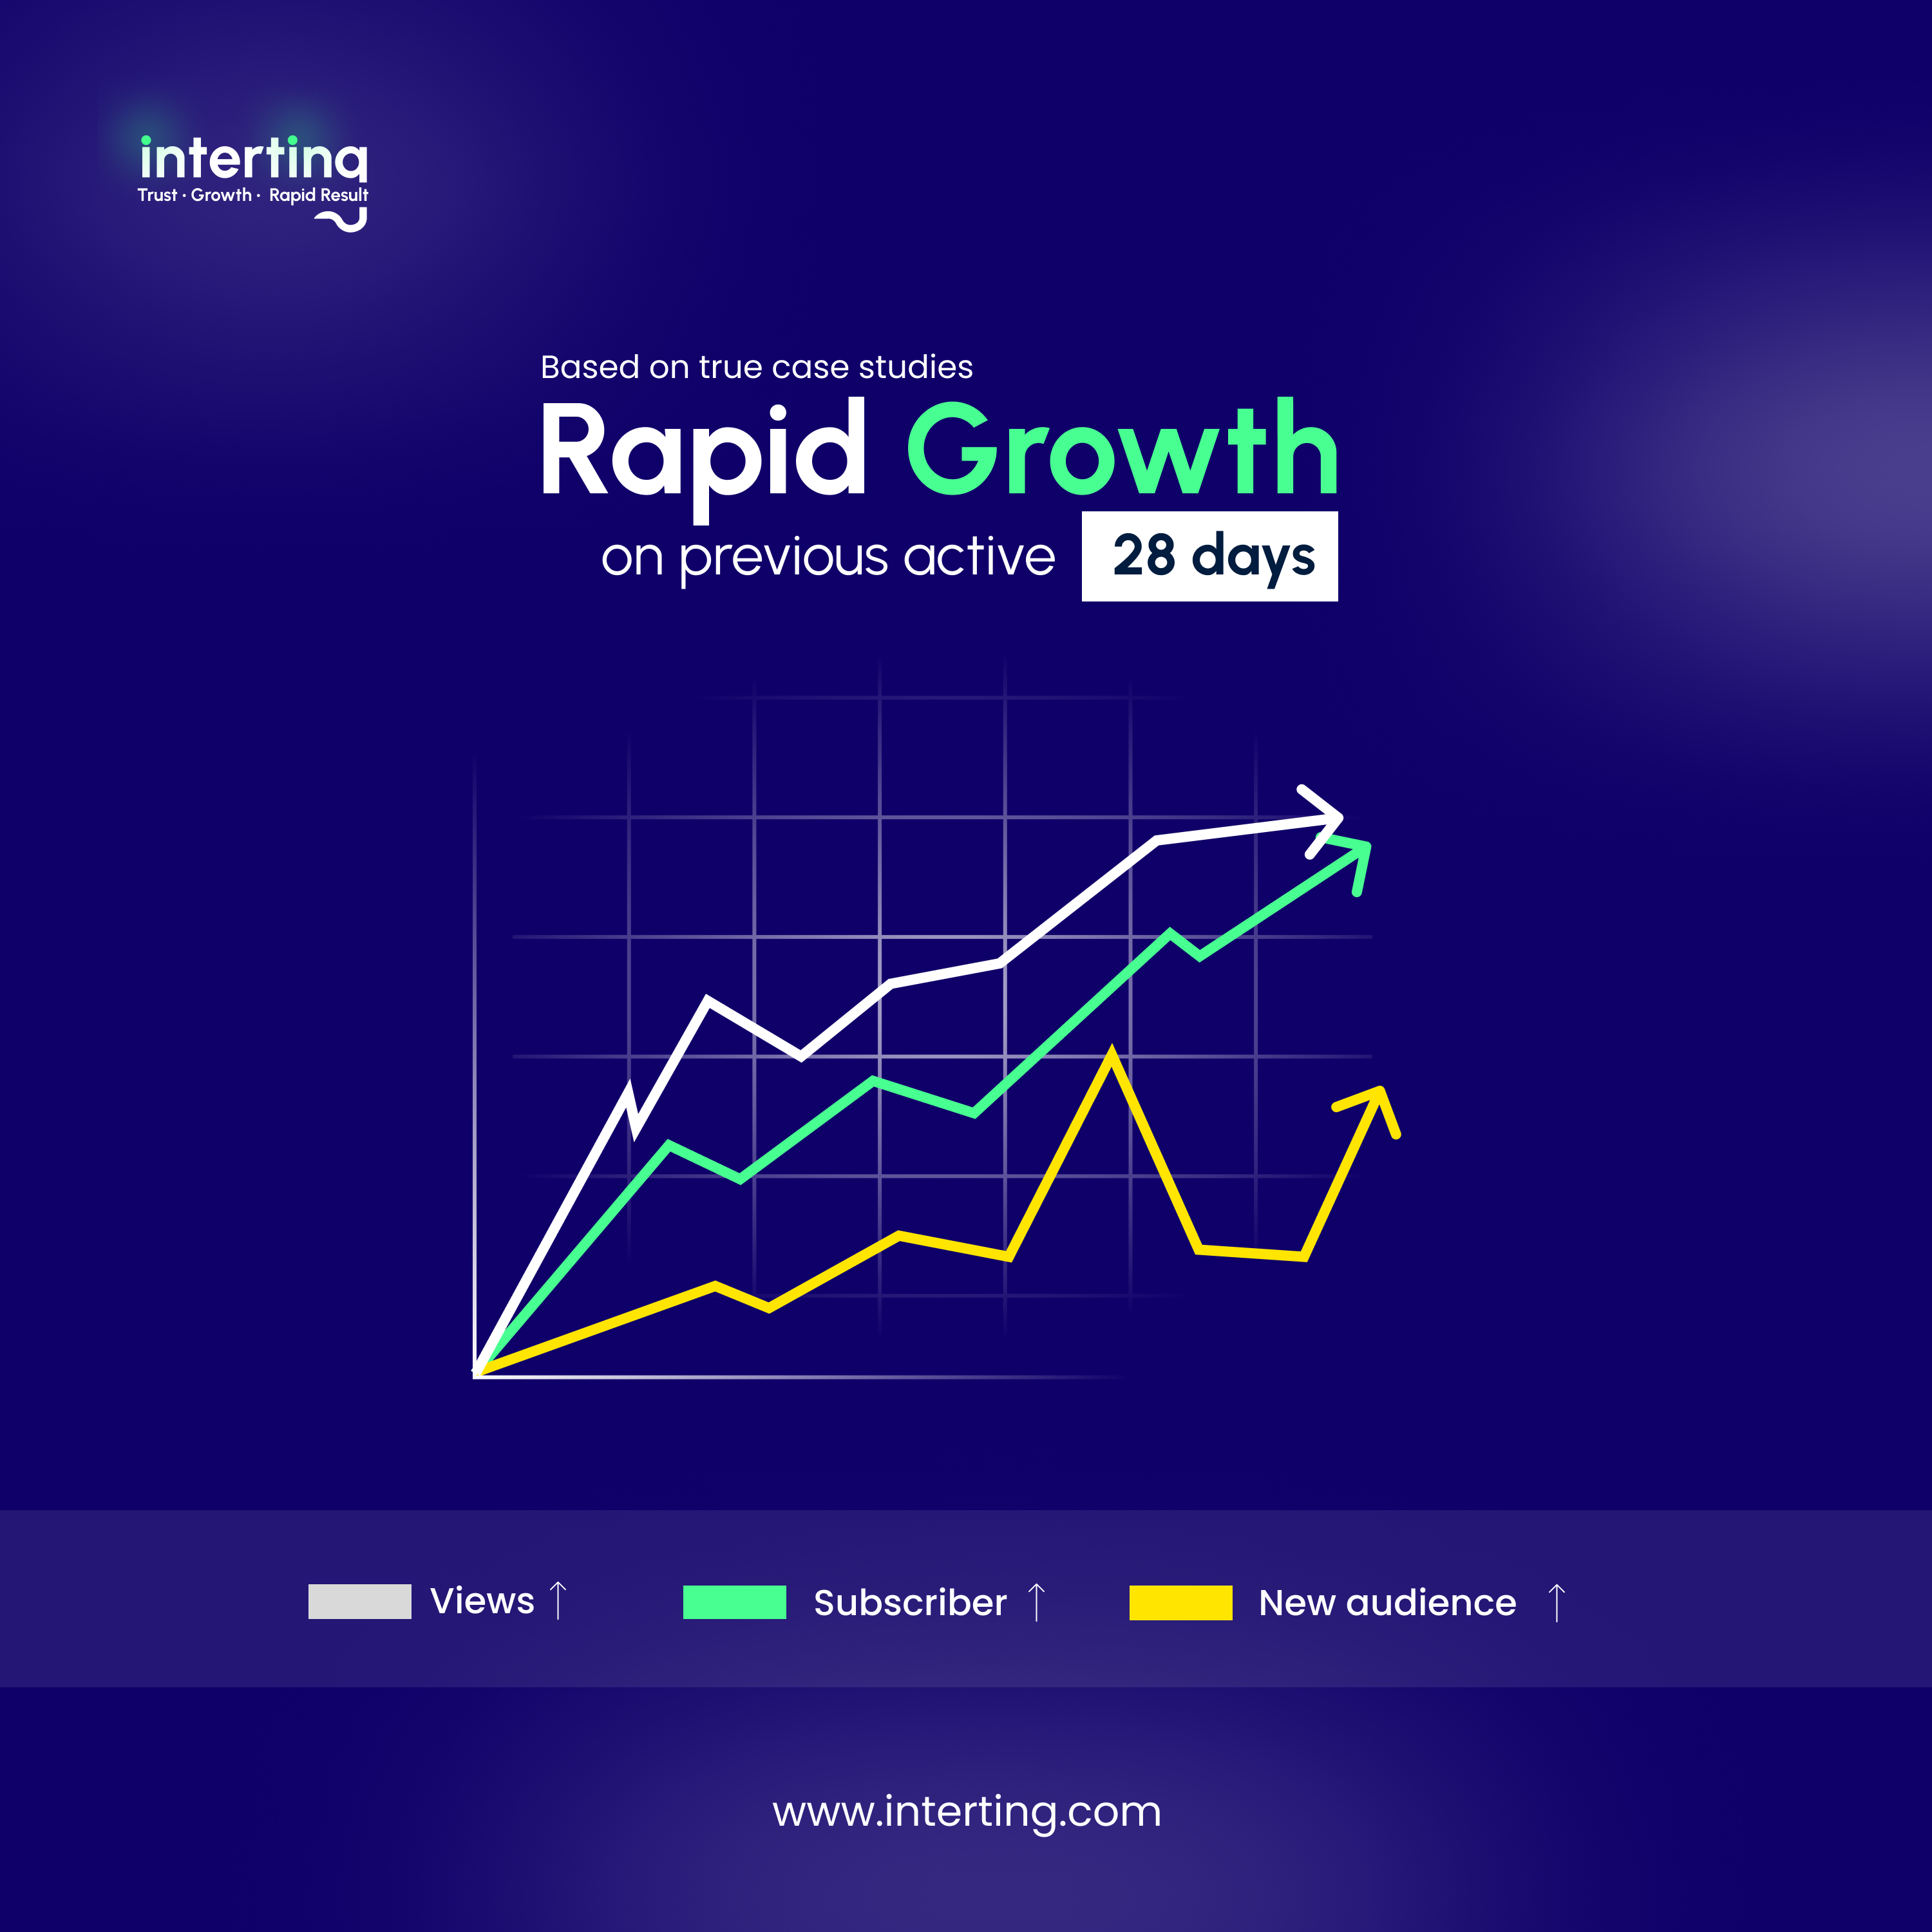 interting
Trust · Growth · Rapid Result
Based on true case studies
Rapid Growth
on previous active 28 days
Views ↑ Subscriber ↑ New audience ↑
www.interting.com